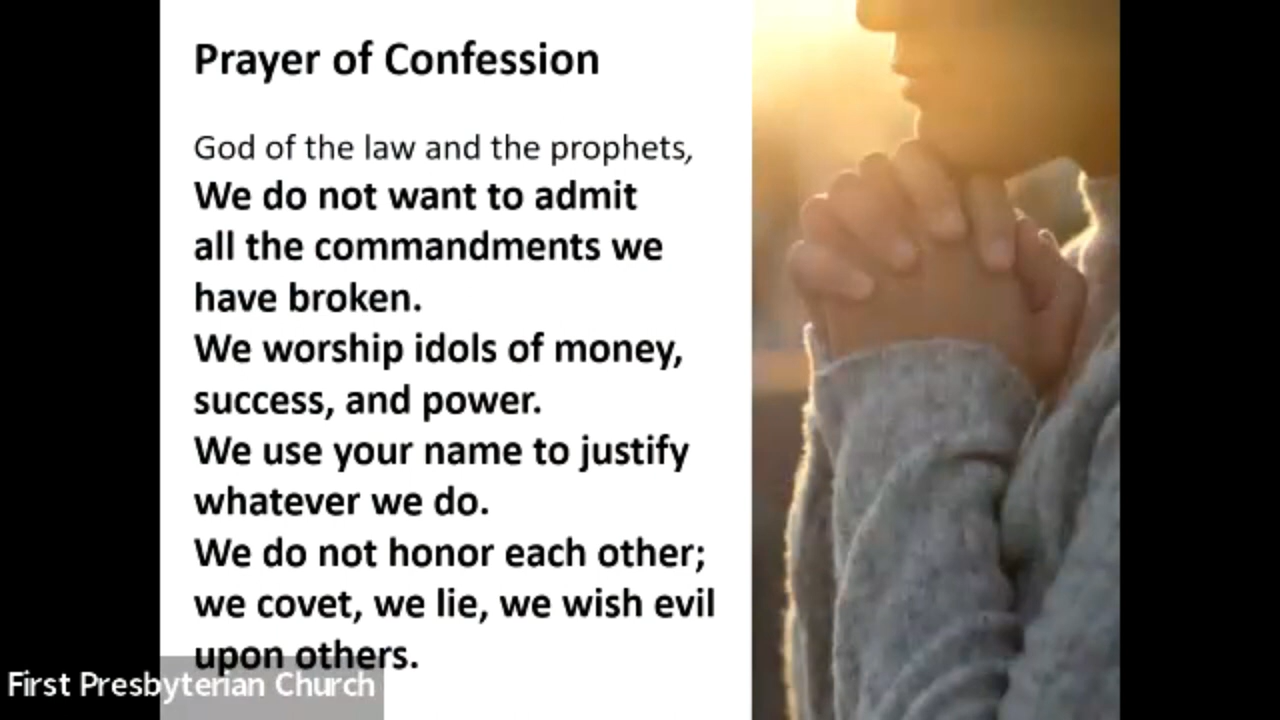 Prayer of Confession
God of the law and the prophets,
We do not want to admit
all the commandments we
have broken.
We worship idols of money,
success, and power.
We use your name to justify
whatever we do.
We do not honor each other;
we covet, we lie, we wish evil
upon others.
First Presbyterian Church